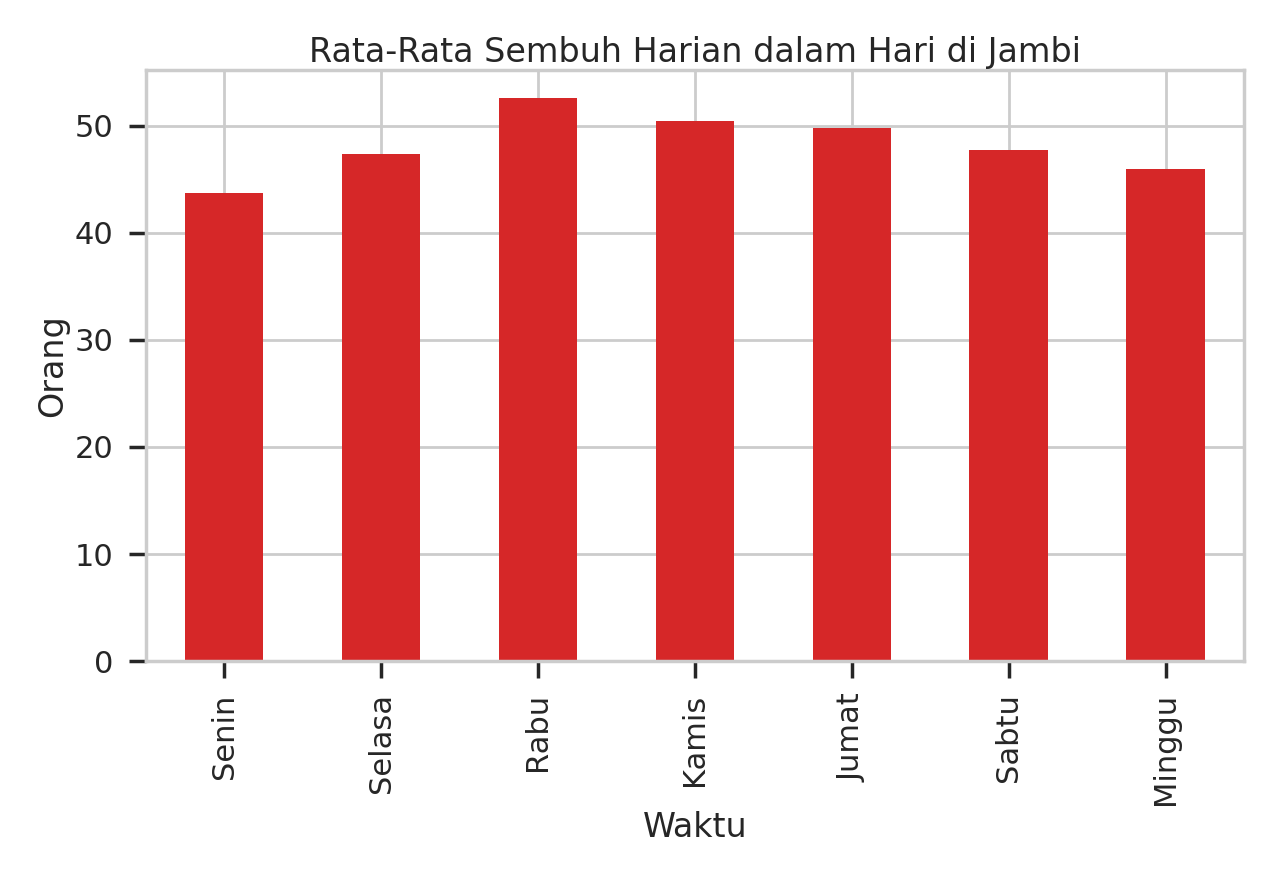 Rata-Rata Sembuh Harian dalam Hari di Jambi
50
40
30
20
10
0
Orang
Senin
Selasa
Rabu
Kamis
Jumat
Sabtu
Minggu
Waktu